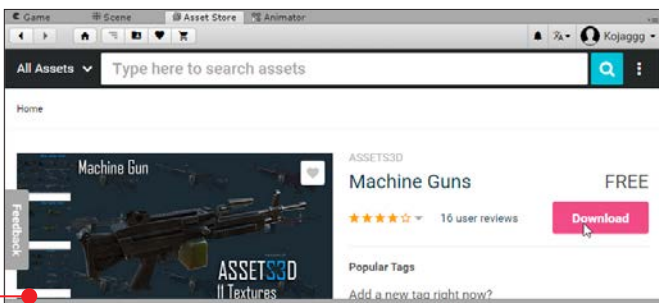 Game Scene Asset Store Animator
Kojaggg
All Assets Type here to search assets
Home
Machine Gun
ASSETS3D
11 Textures
Feedback
ASSETS3D
Machine Guns FREE
16 user reviews Download
Popular Tags
Add a new tag right now?